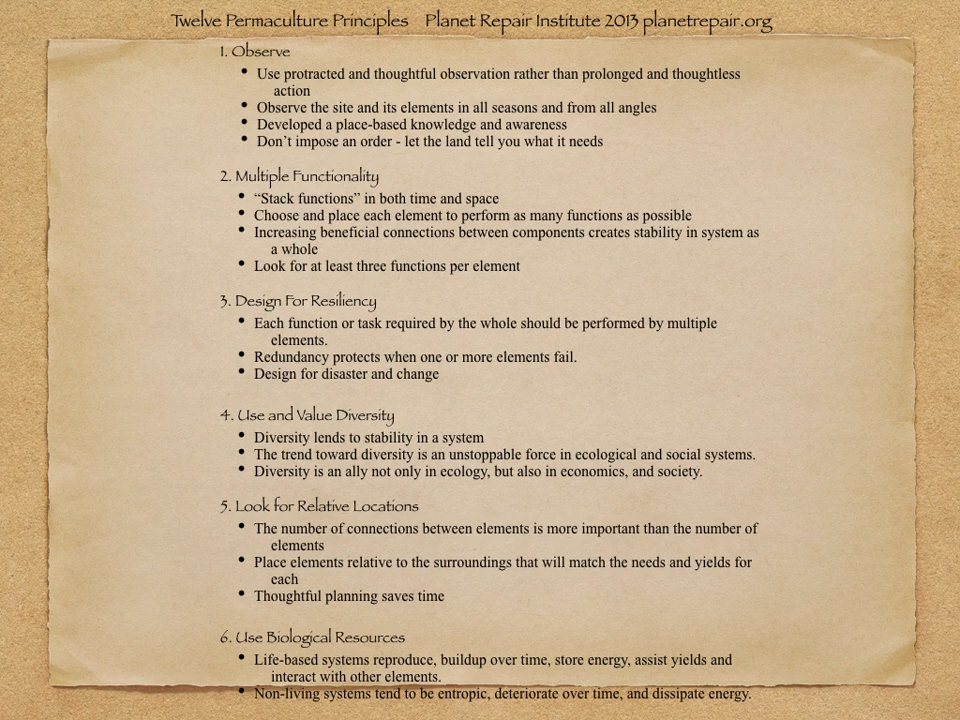 Twelve Permaculture Principles Planet Repair Institute 2013 planetrepair.org
1. Observe
• Use protracted and thoughtful observation rather than prolonged and thoughtless
action
• Observe the site and its elements in all seasons and from all angles
• Developed a place-based knowledge and awareness
• Don't impose an order - let the land tell you what it needs
2. Multiple Functionality
• “Stack functions” in both time and space
• Choose and place each element to perform as many functions as possible
• Increasing beneficial connections between components creates stability in system as
a whole
• Look for at least three functions per element
3. Design For Resiliency
• Each function or task required by the whole should be performed by multiple
elements.
• Redundancy protects when one or more elements fail.
• Design for disaster and change
4. Use and Value Diversity
• Diversity lends to stability in a system
• The trend toward diversity is an unstoppable force in ecological and social systems.
• Diversity is an ally not only in ecology, but also in economics, and society.
5. Look for Relative Locations
• The number of connections between elements is more important than the number of
elements
• Place elements relative to the surroundings that will match the needs and yields for
each
• Thoughtful planning saves time
6. Use Biological Resources
• Life-based systems reproduce, buildup over time, store energy, assist yields and
interact with other elements.
• Non-living systems tend to be entropic, deteriorate over time, and dissipate energy.